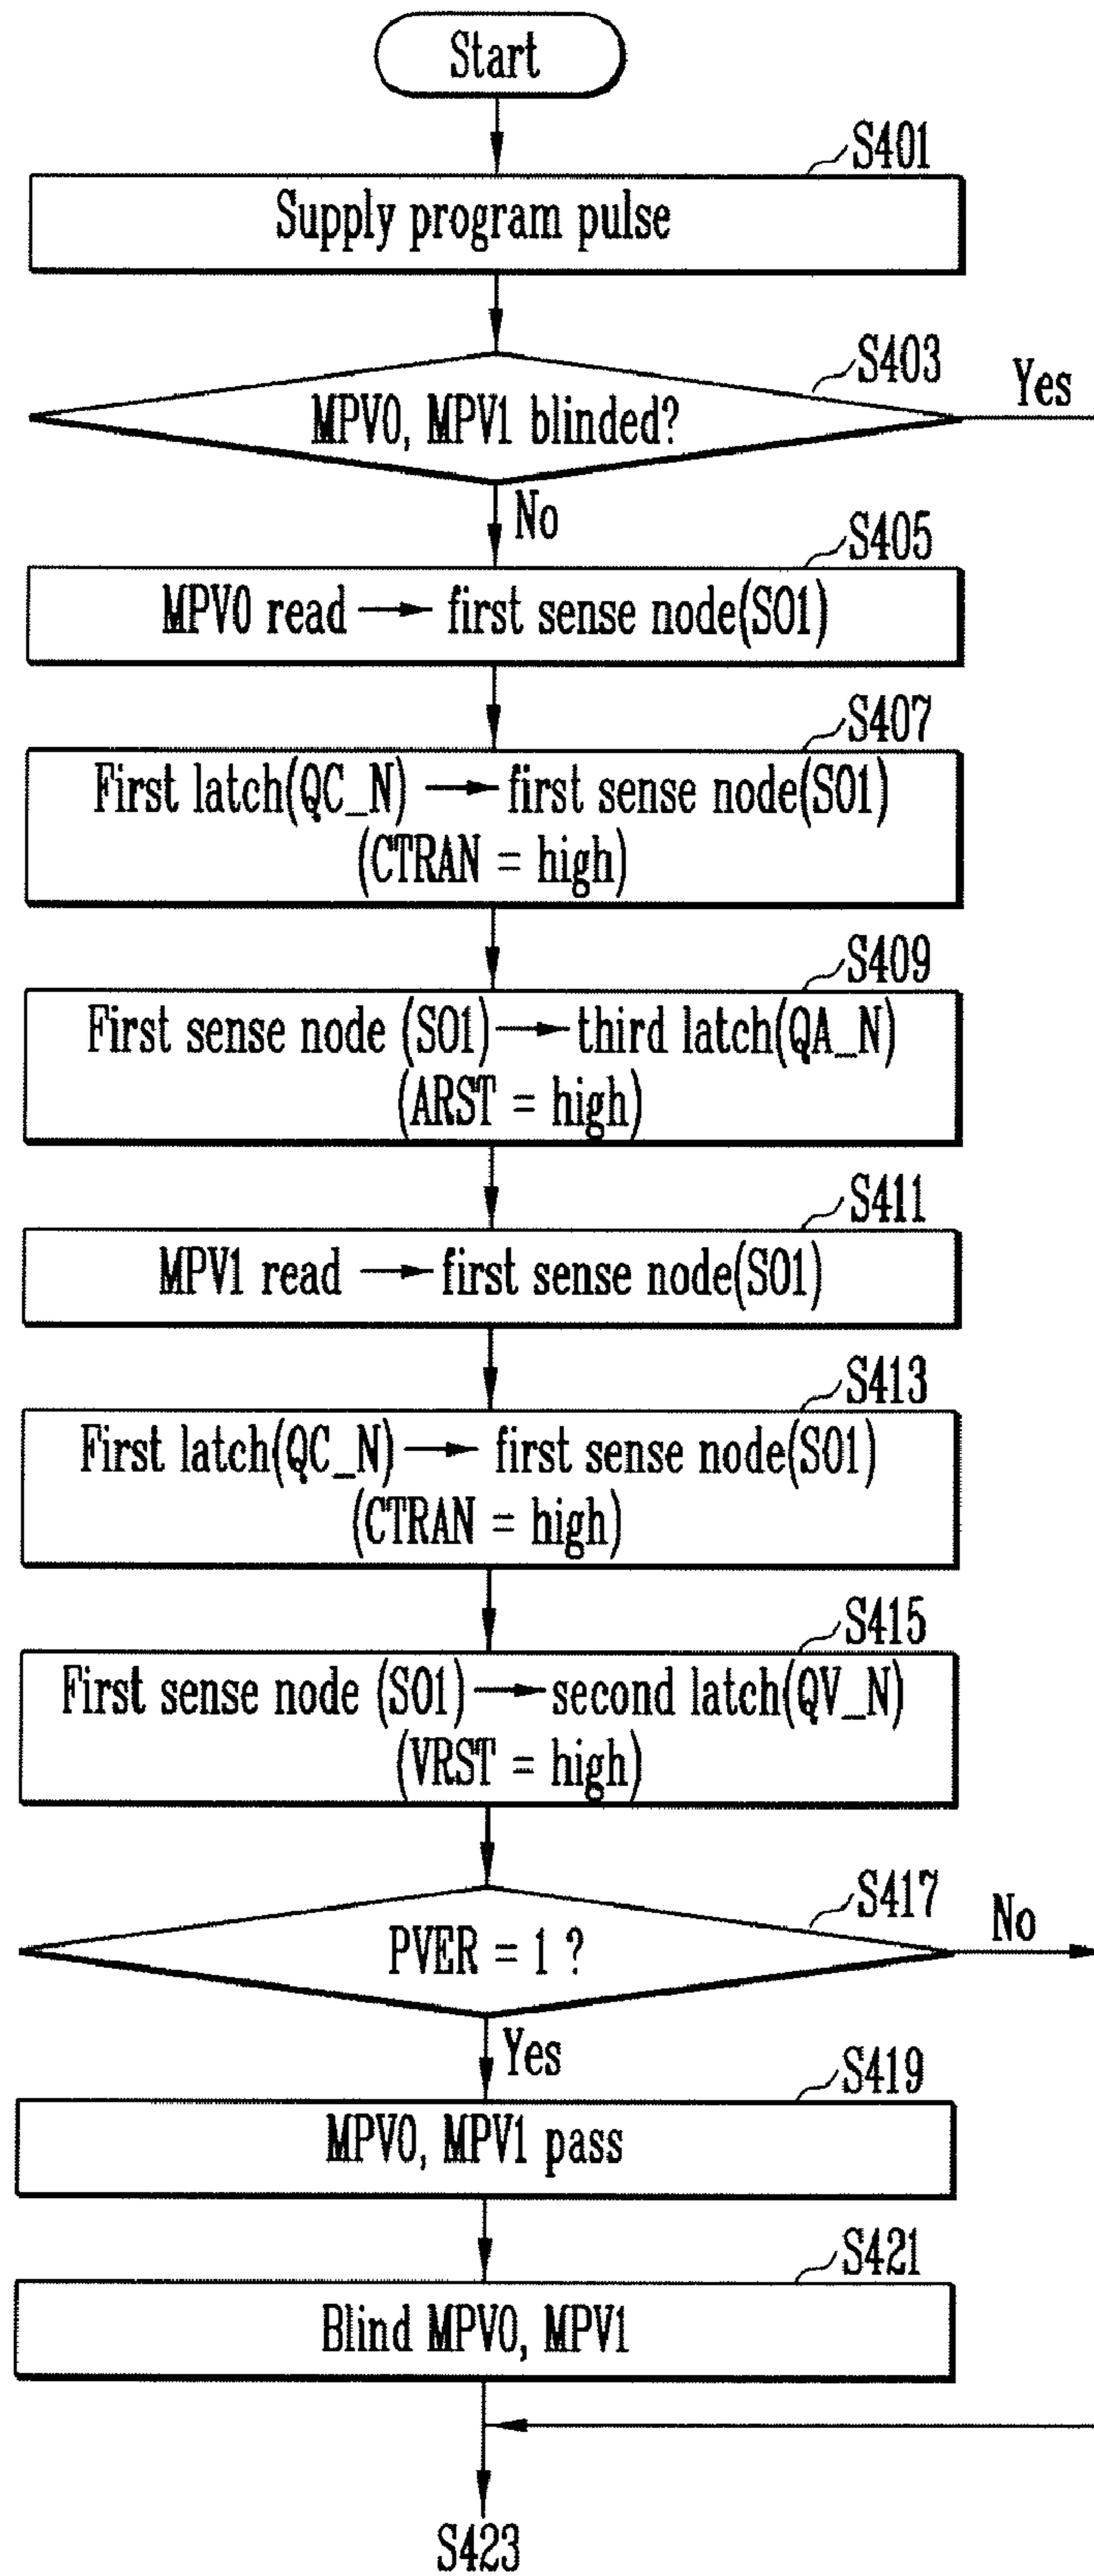 Start
S401
Supply program pulse
S403
MPV0, MPV1 blinded?
Yes
No
S405
MPV0 read → first sense node(SO1)
S407
First latch(QC_N) → first sense node(SO1)
(CTRAN = high)
S409
First sense node (SO1) → third latch(QA_N)
(ARST = high)
S411
MPV1 read → first sense node(SO1)
S413
First latch(QC_N) → first sense node(SO1)
(CTRAN = high)
S415
First sense node (SO1) → second latch(QV_N)
(VRST = high)
S417
PVER = 1 ?
No
Yes
S419
MPV0, MPV1 pass
S421
Blind MPV0, MPV1
S423